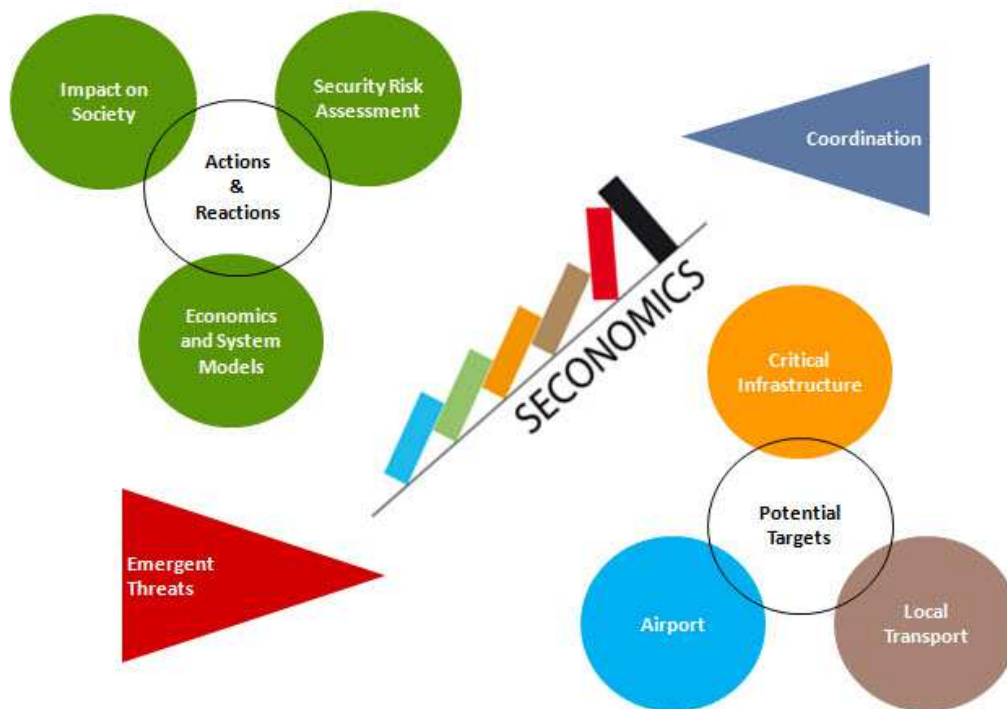 Impact on
Society
Security Risk
Assessment
Actions
&
Reactions
Economics
and System
Models
Coordination
SECONOMICS
Critical
Infrastructure
Potential
Targets
Airport
Local
Transport
Emergent
Threats